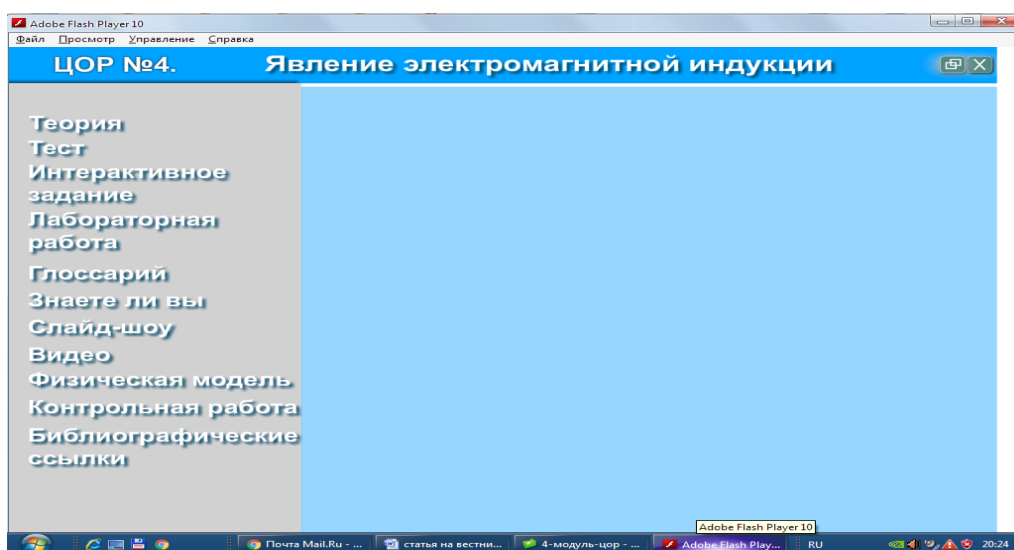 Adobe Flash Player 10
Файл Просмотр Управление Справка
ЦОР №4. Явление электромагнитной индукции
Теория
Тест
Интерактивное
задание
Лабораторная
работа
Глоссарий
Знаете ли вы
Слайд-шоу
Видео
Физическая модель
Контрольная работа
Библиографические
ссылки
Adobe Flash Player 10
Почта Mail.Ru - ... статья на вестни... 4-модуль-цор - ... Adobe Flash Play... RU 20:24